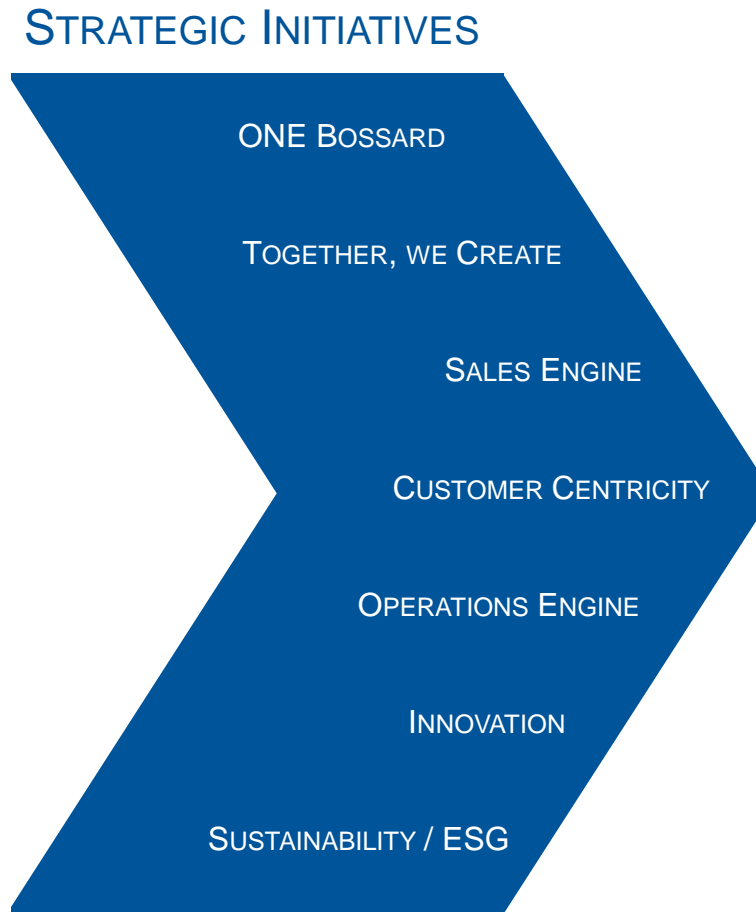 STRATEGIC INITIATIVES
ONE BOSSARD
TOGETHER, WE CREATE
SALES ENGINE
CUSTOMER CENTRICITY
OPERATIONS ENGINE
INNOVATION
SUSTAINABILITY / ESG